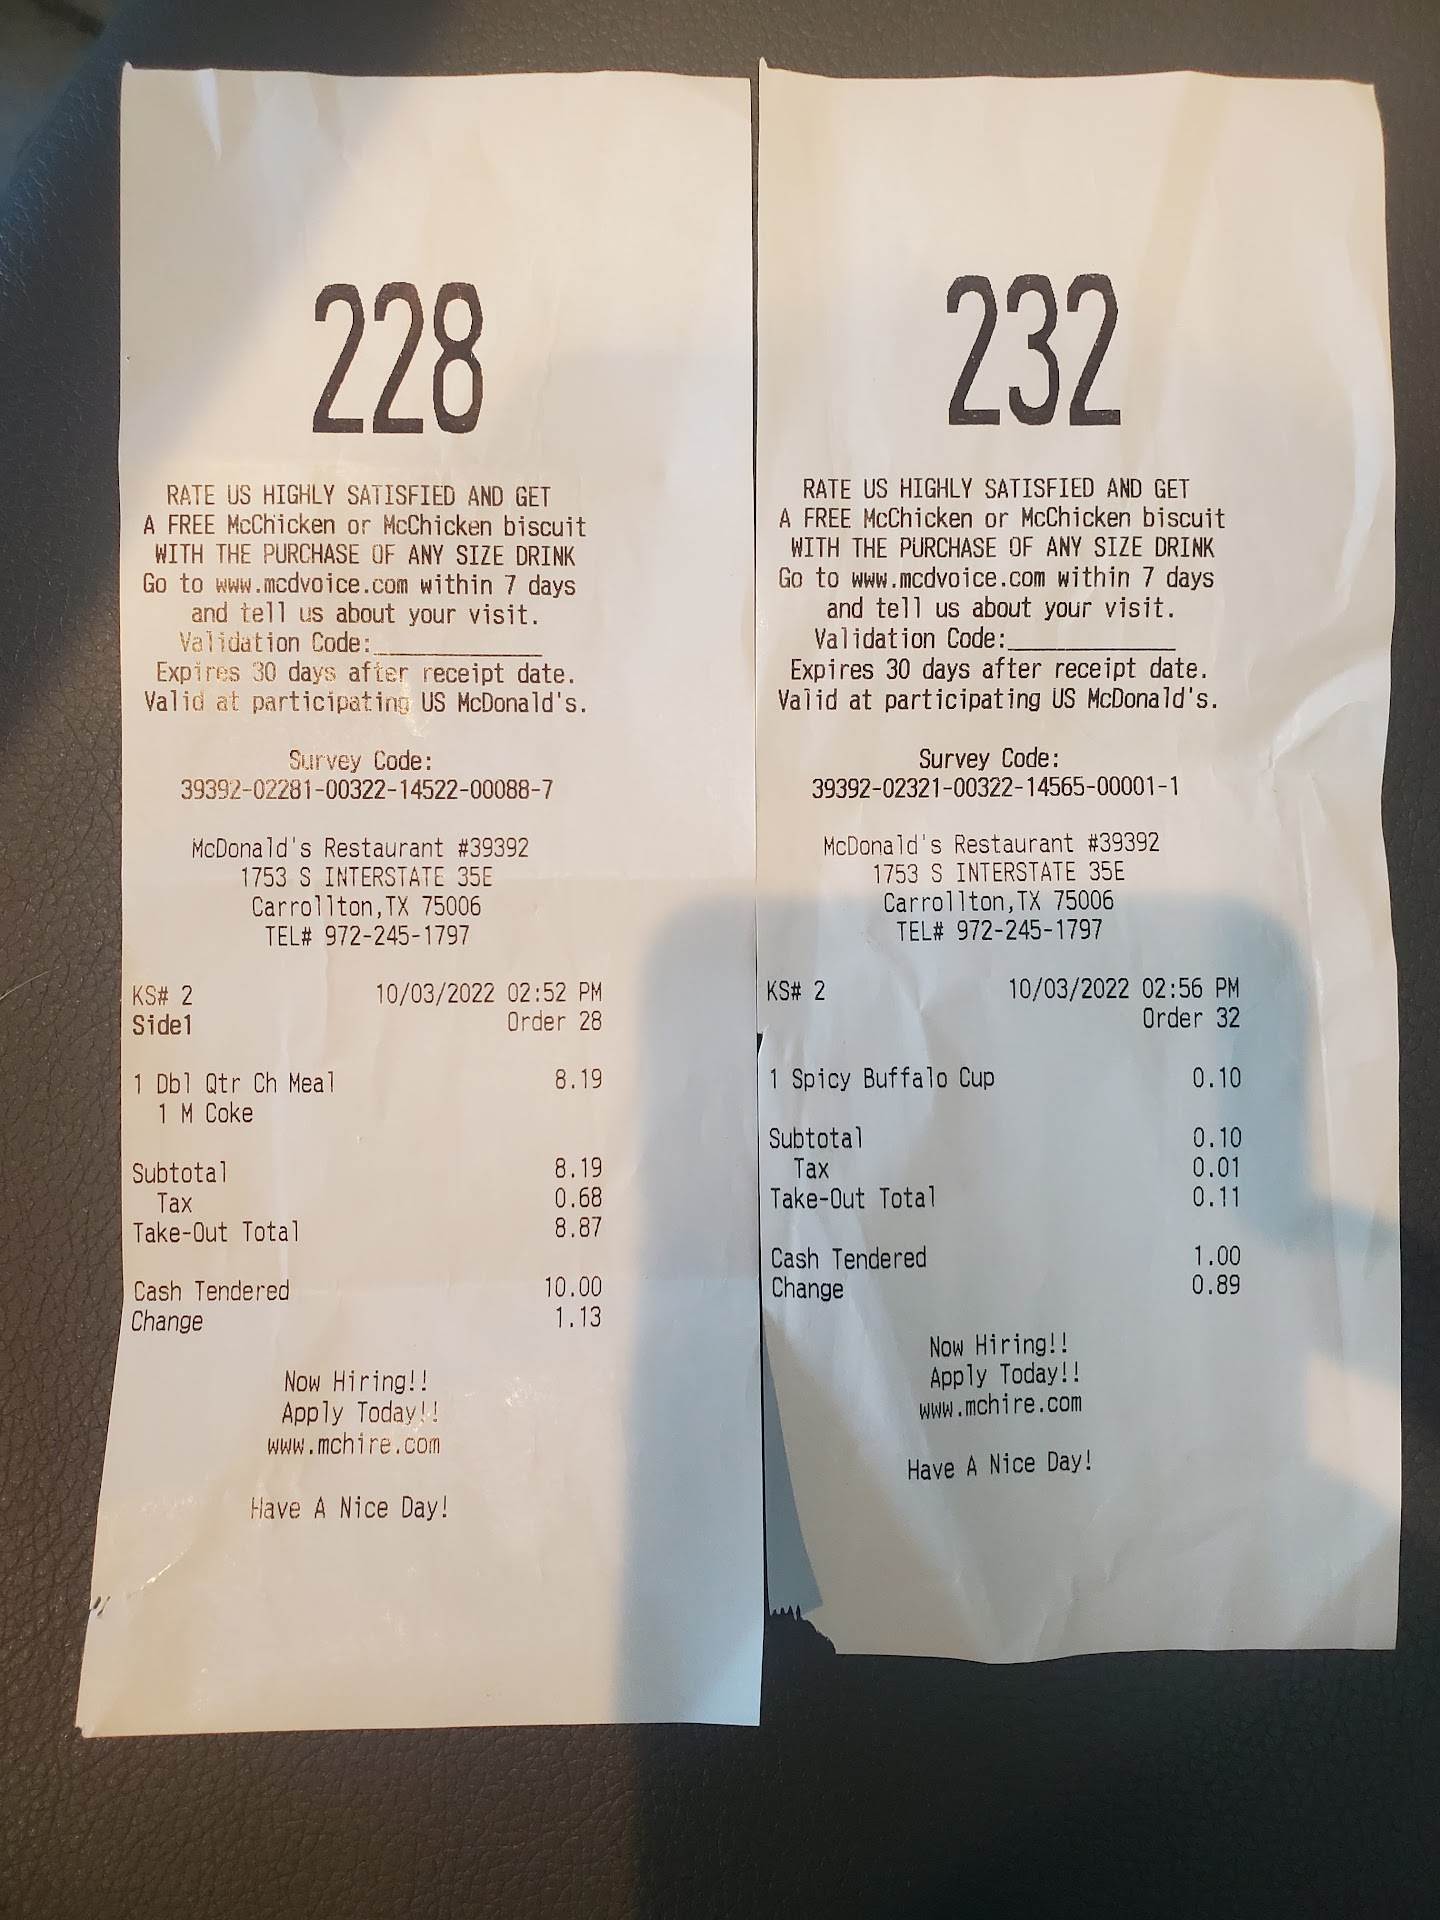 228
RATE US HIGHLY SATISFIED AND GET
A FREE McChicken or McChicken biscuit
WITH THE PURCHASE OF ANY SIZE DRINK
Go to www.mcdvoice.com within 7 days
and tell us about your visit.
Validation Code:______________
Expires 30 days after receipt date.
Valid at participating US McDonald's.
Survey Code:
39392-02281-00322-14522-00088-7
McDonald's Restaurant #39392
1753 S INTERSTATE 35E
Carrollton,TX 75006
TEL# 972-245-1797
KS# 2 10/03/2022 02:52 PM
Side1 Order 28
1 Dbl Qtr Ch Meal 8.19
1 M Coke
Subtotal 8.19
Tax 0.68
Take-Out Total 8.87
Cash Tendered 10.00
Change 1.13
Now Hiring!!
Apply Today!!
www.mchire.com
Have A Nice Day!
232
RATE US HIGHLY SATISFIED AND GET
A FREE McChicken or McChicken biscuit
WITH THE PURCHASE OF ANY SIZE DRINK
Go to www.mcdvoice.com within 7 days
and tell us about your visit.
Validation Code:______________
Expires 30 days after receipt date.
Valid at participating US McDonald's.
Survey Code:
39392-02321-00322-14565-00001-1
McDonald's Restaurant #39392
1753 S INTERSTATE 35E
Carrollton,TX 75006
TEL# 972-245-1797
KS# 2 10/03/2022 02:56 PM
Order 32
1 Spicy Buffalo Cup 0.10
Subtotal 0.10
Tax 0.01
Take-Out Total 0.11
Cash Tendered 1.00
Change 0.89
Now Hiring!!
Apply Today!!
www.mchire.com
Have A Nice Day!